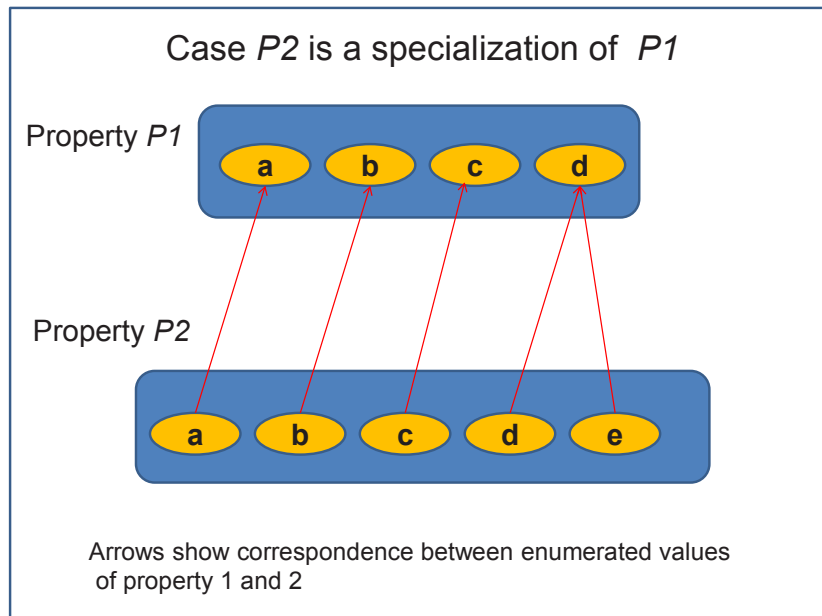 Case P2 is a specialization of P1
Property P1
a b c d
Property P2
a b c d e
Arrows show correspondence between enumerated values
of property 1 and 2